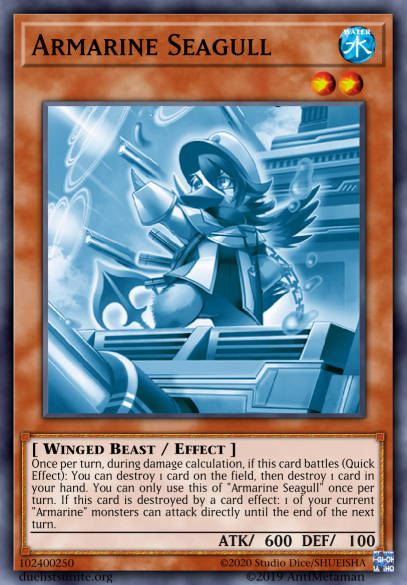 Armarine Seagull
WATER
水
[ Winged Beast / Effect ]
Once per turn, during damage calculation, if this card battles (Quick
Effect): You can destroy 1 card on the field, then destroy 1 card in
your hand. You can only use this of "Armarine Seagull" once per
turn. If this card is destroyed by a card effect: 1 of your current
"Armarine" monsters can attack directly until the end of the next
turn.
ATK/ 600 DEF/ 100
102400250
©2020 Studio Dice/SHUEISHA
duelistsunite.org
©2019 AntiMetaman